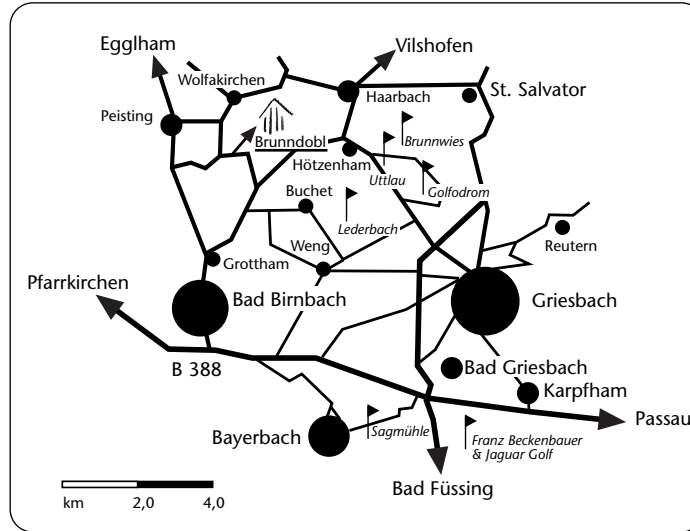 Egglham
Vilshofen
Wolfakirchen
Haarbach
St. Salvator
Peisting
Brunndobl
Brunnwies
Hötzenham
Uttlau
Golfodrom
Buchet
Lederbach
Reutern
Weng
Grottham
Pfarrkirchen
Bad Birnbach
Griesbach
B 388
Bad Griesbach
Karpfham
Passau
Bayerbach
Sagmühle
Franz Beckenbauer
& Jaguar Golf
Bad Füssing
km 2,0 4,0